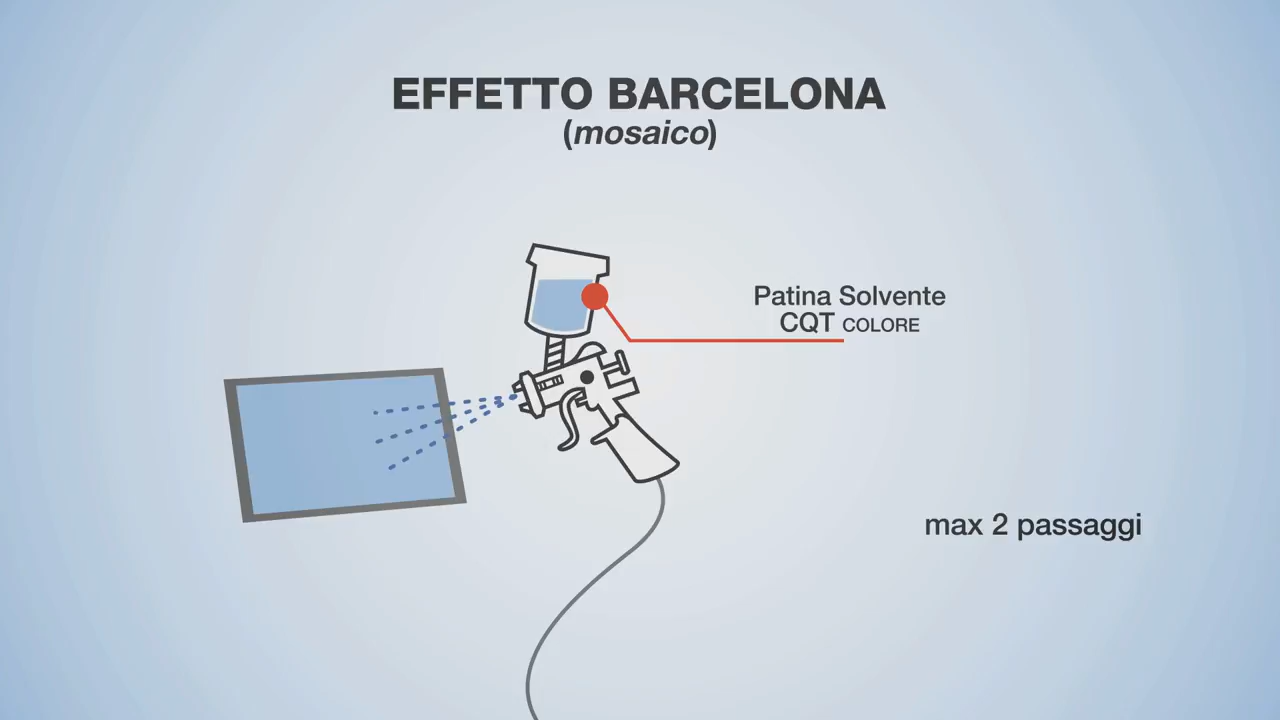 EFFETTO BARCELONA
(mosaico)
Patina Solvente
CQT COLORE
max 2 passaggi